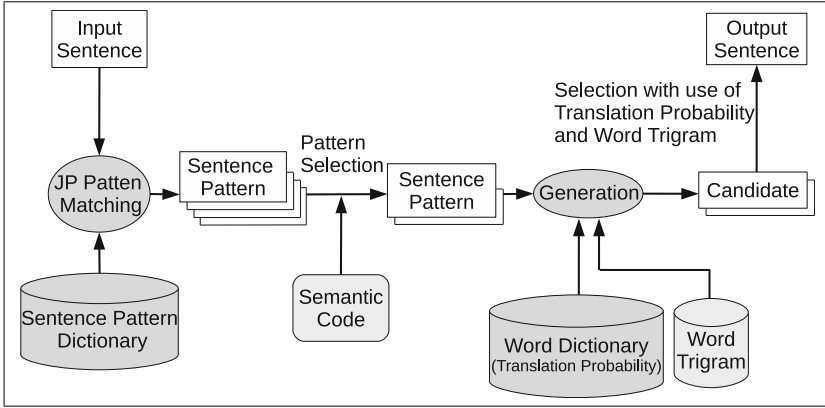 Input
Sentence
JP Patten
Matching
Sentence Pattern
Dictionary
Sentence
Pattern
Pattern
Selection
Semantic
Code
Sentence
Pattern
Generation
Word Dictionary
(Translation Probability)
Word
Trigram
Candidate
Selection with use of
Translation Probability
and Word Trigram
Output
Sentence